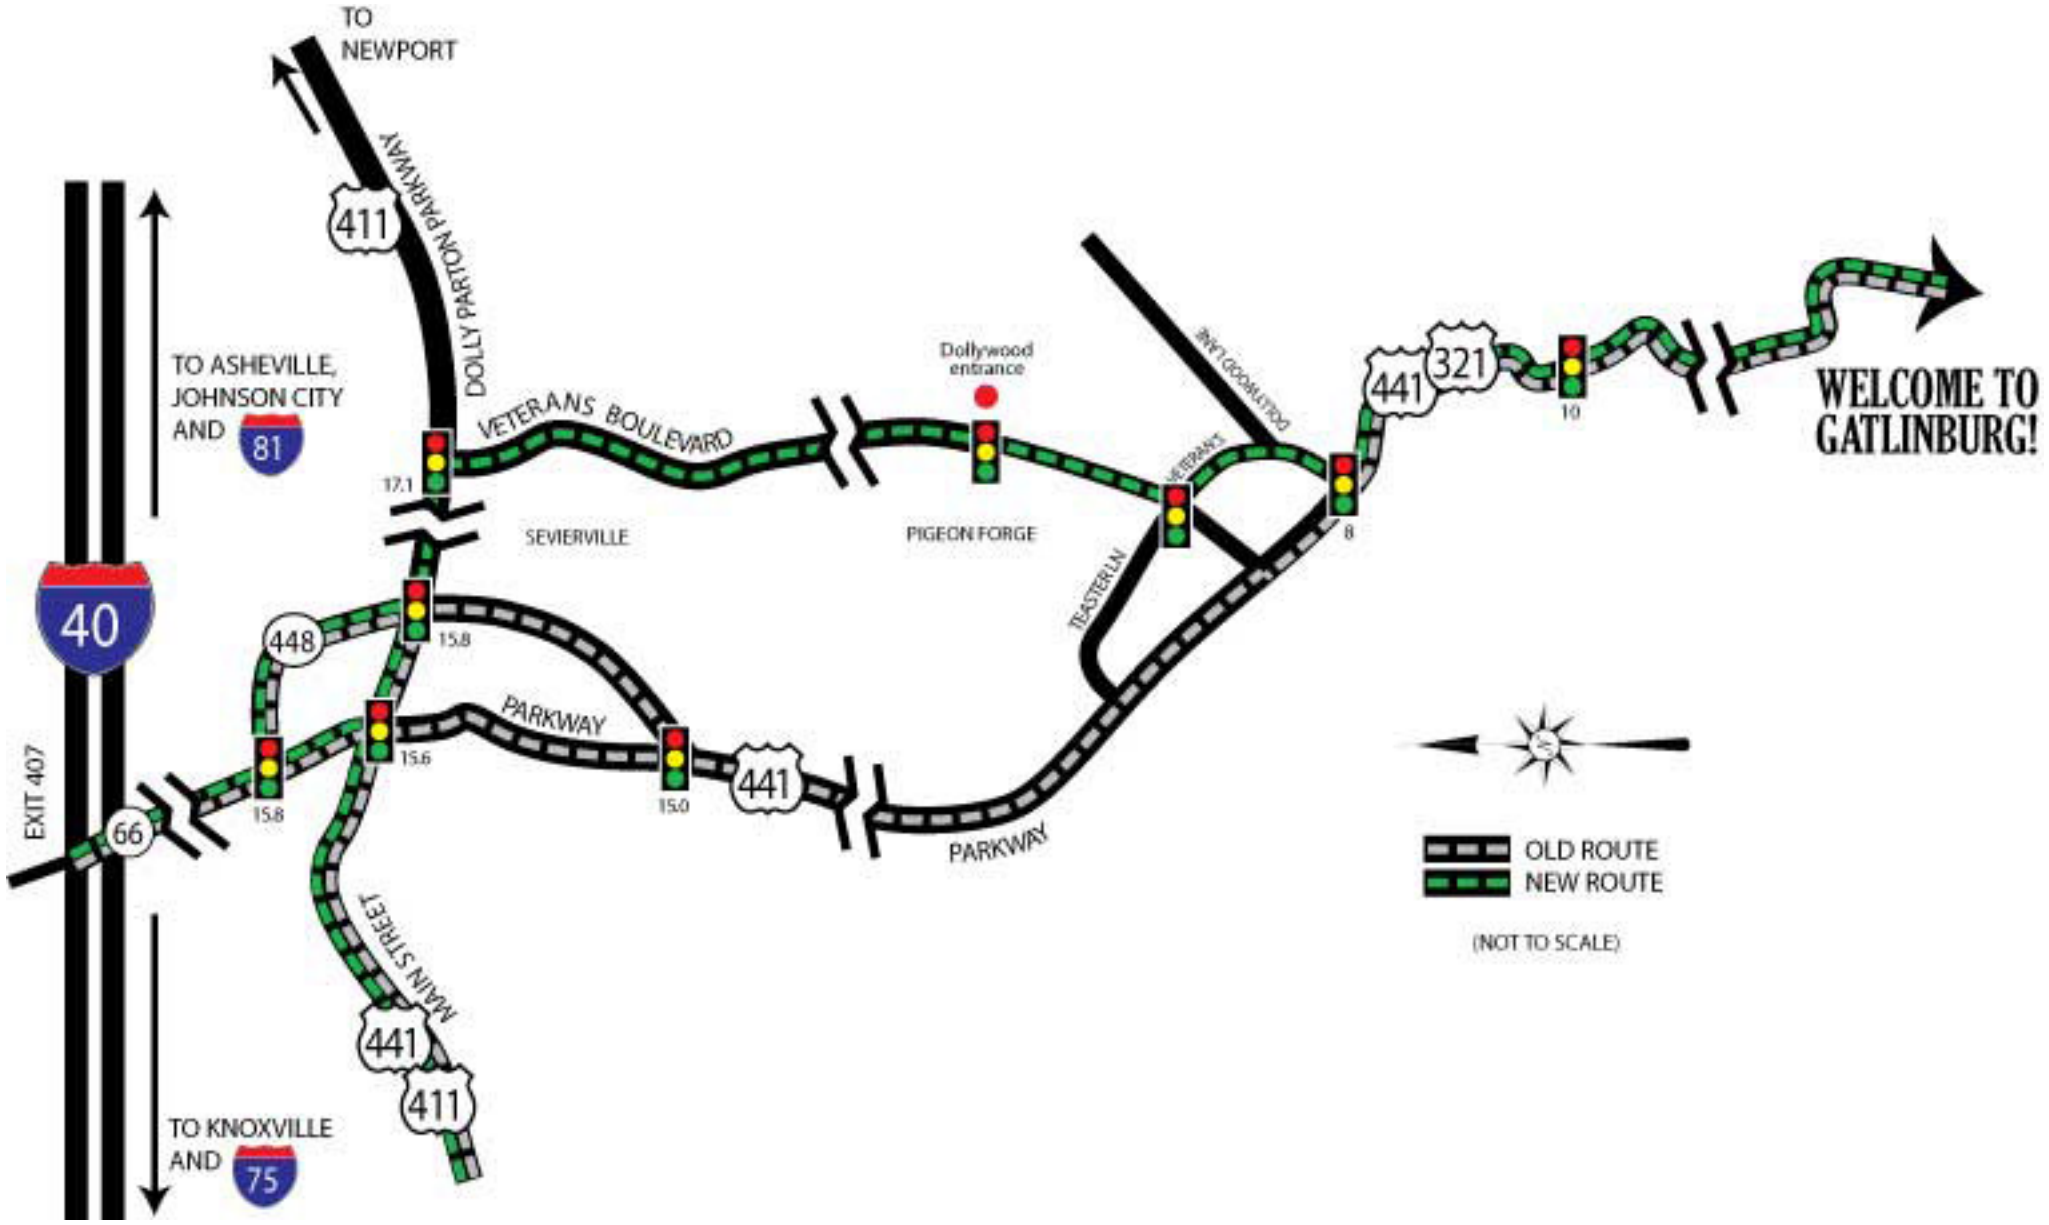 TO
NEWPORT
411
DOLLY PARTON PARKWAY
TO ASHEVILLE,
JOHNSON CITY
AND 81
17.1
VETERANS BOULEVARD
Dollywood
entrance
VETERANS
DOLLYWOOD LANE
441
321
10
8
WELCOME TO
GATLINBURG!
SEVIERVILLE
PIGEON FORGE
TEASTER LN
40
448
15.8
15.6
PARKWAY
15.0
441
15.8
PARKWAY
EXIT 407
66
MAIN STREET
441
411
TO KNOXVILLE
AND 75
N
OLD ROUTE
NEW ROUTE
(NOT TO SCALE)